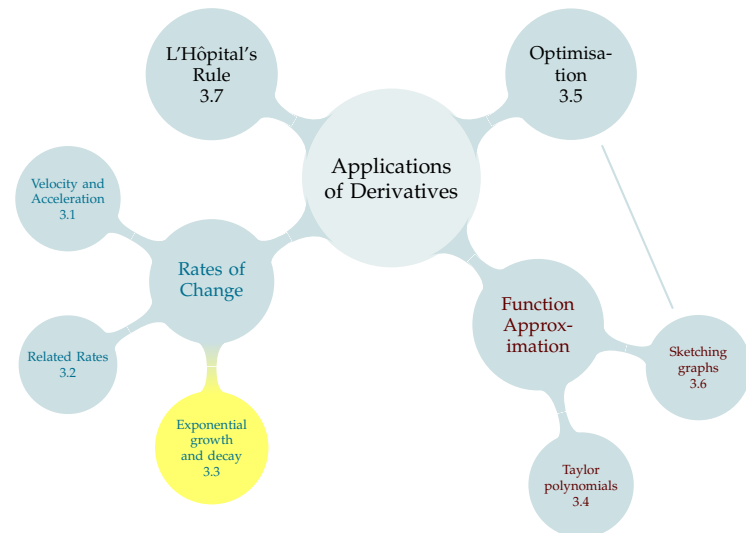 L'Hôpital's
Rule
3.7
Optimisa-
tion
3.5
Applications
of Derivatives
Velocity and
Acceleration
3.1
Rates of
Change
Related Rates
3.2
Exponential
growth
and decay
3.3
Function
Approx-
imation
Sketching
graphs
3.6
Taylor
polynomials
3.4